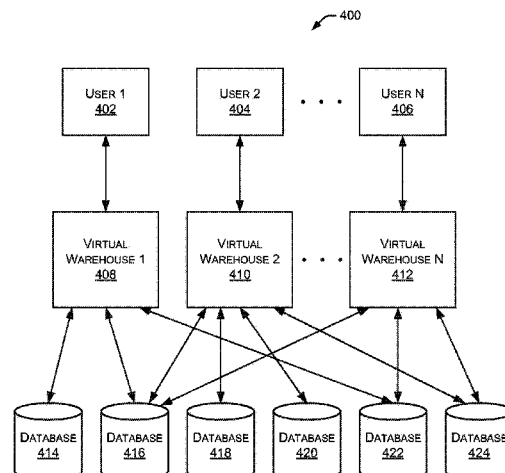 400
USER 1
402
USER 2
404
. . .
USER N
406
VIRTUAL
WAREHOUSE 1
408
VIRTUAL
WAREHOUSE 2
410
. . .
VIRTUAL
WAREHOUSE N
412
DATABASE
414
DATABASE
416
DATABASE
418
DATABASE
420
DATABASE
422
DATABASE
424